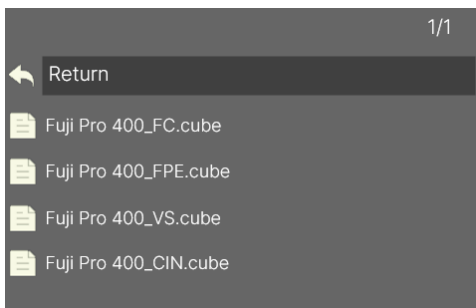 1/1
Return
Fuji Pro 400_FC.cube
Fuji Pro 400_FPE.cube
Fuji Pro 400_VS.cube
Fuji Pro 400_CIN.cube